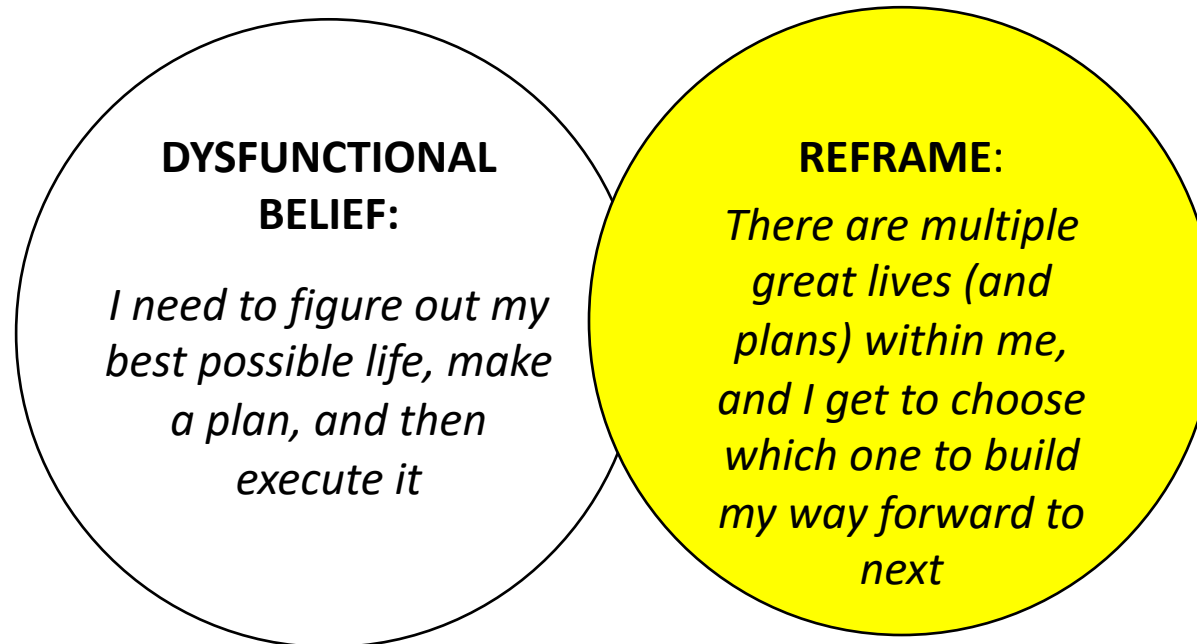 DYSFUNCTIONAL
BELIEF:
I need to figure out my
best possible life, make
a plan, and then
execute it
REFRAME:
There are multiple
great lives (and
plans) within me,
and I get to choose
which one to build
my way forward to
next